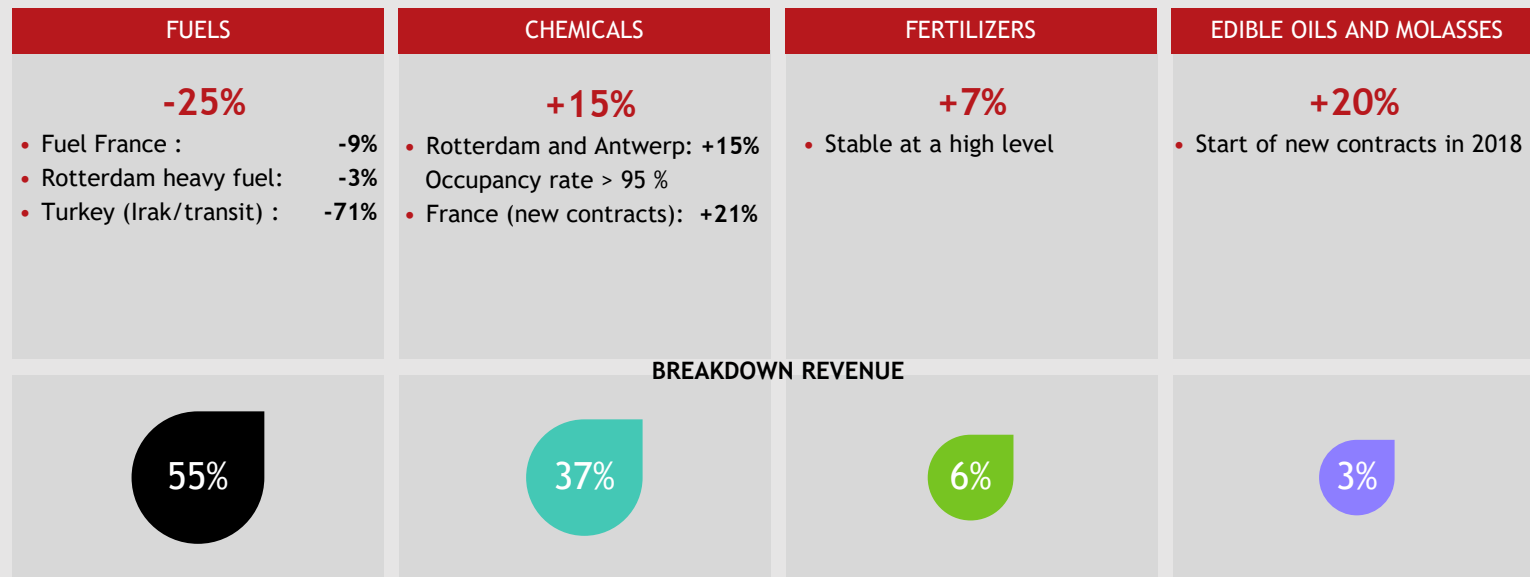 FUELS
-25%
• Fuel France : -9%
• Rotterdam heavy fuel: -3%
• Turkey (Irak/transit) : -71%
CHEMICALS
+15%
• Rotterdam and Antwerp: +15%
Occupancy rate > 95 %
• France (new contracts): +21%
FERTILIZERS
+7%
• Stable at a high level
EDIBLE OILS AND MOLASSES
+20%
• Start of new contracts in 2018
BREAKDOWN REVENUE
55%
37%
6%
3%